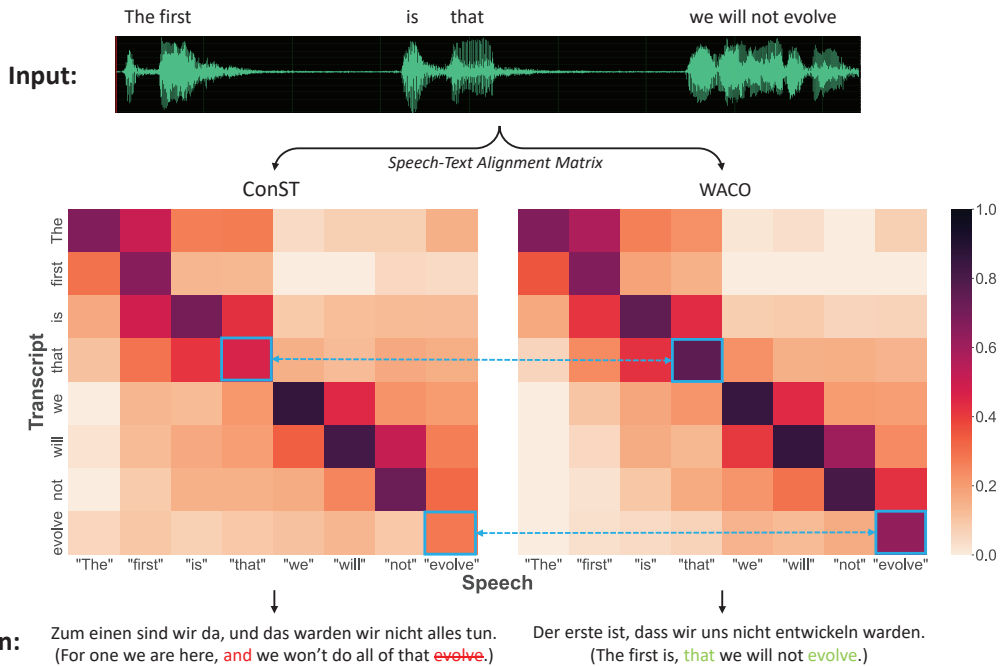 The first is that we will not evolve
Input:
Speech-Text Alignment Matrix
ConST WACO
Transcript
The
first
is
that
we
will
not
evolve
1.0
0.8
0.6
0.4
0.2
0.0
"The" "first" "is" "that" "we" "will" "not" "evolve" "The" "first" "is" "that" "we" "will" "not" "evolve"
Speech
n: Zum einen sind wir da, und das warden wir nicht alles tun. Der erste ist, dass wir uns nicht entwickeln warden.
(For one we are here, and we won't do all of that evolve.) (The first is, that we will not evolve.)